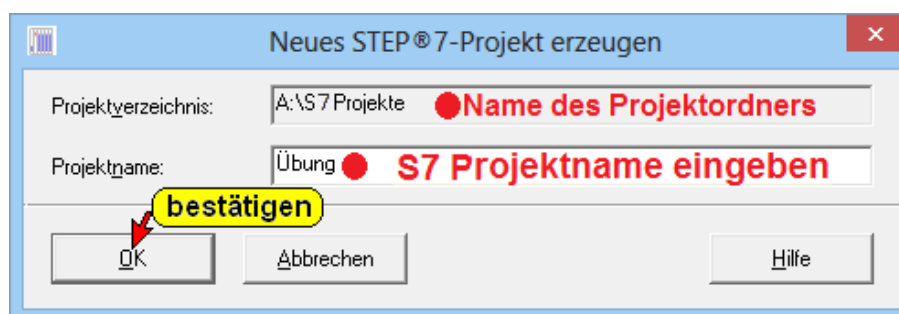 Neues STEP®7-Projekt erzeugen
Projektverzeichnis: A:\S7 Projekte Name des Projektordners
Projektname: Übung S7 Projektname eingeben
bestätigen
OK Abbrechen Hilfe